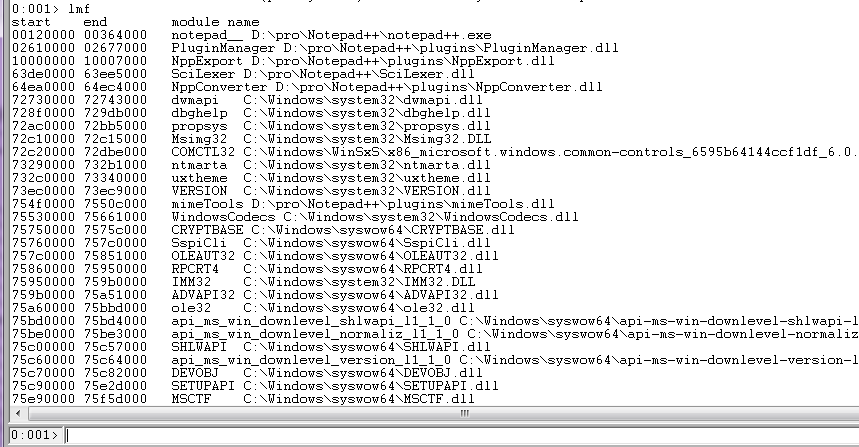 0:001> lmf
start    end        module name
00120000 00364000   notepad__ D:\pro\Notepad++\notepad++.exe
02610000 02677000   PluginManager D:\pro\Notepad++\plugins\PluginManager.dll
10000000 10007000   NppExport D:\pro\Notepad++\plugins\NppExport.dll
63de0000 63ee5000   SciLexer D:\pro\Notepad++\SciLexer.dll
64ea0000 64ec4000   NppConverter D:\pro\Notepad++\plugins\NppConverter.dll
72730000 72743000   dwmapi   C:\Windows\system32\dwmapi.dll
728f0000 729db000   dbghelp  C:\Windows\system32\dbghelp.dll
72ac0000 72bb5000   propsys  C:\Windows\system32\propsys.dll
72c10000 72c15000   Msimg32  C:\Windows\system32\Msimg32.DLL
72c20000 72dbe000   COMCTL32 C:\Windows\WinSxS\x86_microsoft.windows.common-controls_6595b64144ccf1df_6.0.
73290000 732b1000   ntmarta  C:\Windows\system32\ntmarta.dll
732c0000 73340000   uxtheme  C:\Windows\system32\uxtheme.dll
73ec0000 73ec9000   VERSION  C:\Windows\system32\VERSION.dll
754f0000 7550c000   mimeTools D:\pro\Notepad++\plugins\mimeTools.dll
75530000 75661000   WindowsCodecs C:\Windows\system32\WindowsCodecs.dll
75750000 7575c000   CRYPTBASE C:\Windows\syswow64\CRYPTBASE.dll
75760000 757c0000   SspiCli  C:\Windows\syswow64\SspiCli.dll
757c0000 75851000   OLEAUT32 C:\Windows\syswow64\OLEAUT32.dll
75860000 75950000   RPCRT4   C:\Windows\syswow64\RPCRT4.dll
75950000 759b0000   IMM32    C:\Windows\system32\IMM32.DLL
759b0000 75a51000   ADVAPI32 C:\Windows\syswow64\ADVAPI32.dll
75a60000 75bbd000   ole32    C:\Windows\syswow64\ole32.dll
75bd0000 75bd4000   api_ms_win_downlevel_shlwapi_l1_1_0 C:\Windows\syswow64\api-ms-win-downlevel-shlwapi-l
75be0000 75be3000   api_ms_win_downlevel_normaliz_l1_1_0 C:\Windows\syswow64\api-ms-win-downlevel-normaliz
75c00000 75c57000   SHLWAPI  C:\Windows\syswow64\SHLWAPI.dll
75c60000 75c64000   api_ms_win_downlevel_version_l1_1_0 C:\Windows\syswow64\api-ms-win-downlevel-version-l
75c70000 75c82000   DEVOBJ   C:\Windows\syswow64\DEVOBJ.dll
75c90000 75e2d000   SETUPAPI C:\Windows\syswow64\SETUPAPI.dll
75e90000 75f5d000   MSCTF    C:\Windows\syswow64\MSCTF.dll
0:001>